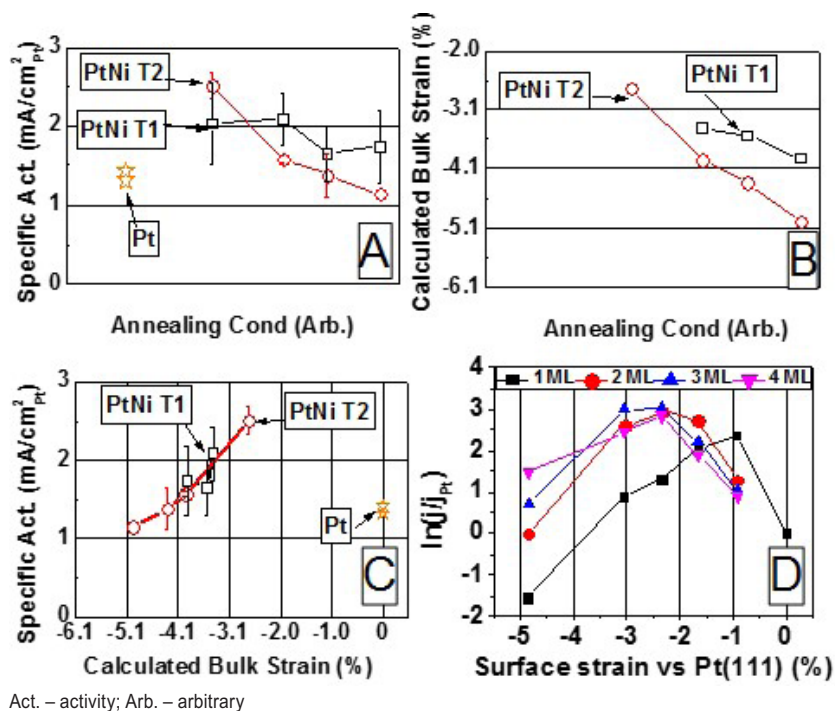 3
2
1
0
Specific Act. (mA/cm²Pt)
PtNi T2
PtNi T1
Pt
A
Annealing Cond (Arb.)
-2.0
-3.1
-4.1
-5.1
-6.1
Calculated Bulk Strain (%)
PtNi T2
PtNi T1
B
Annealing Cond (Arb.)
3
2
1
0
Specific Act. (mA/cm²Pt)
PtNi T1
PtNi T2
Pt
C
-6.1 -5.1 -4.1 -3.1 -1.0 0
Calculated Bulk Strain (%)
4
3
2
1
0
-1
-2
ln(j/jPt)
1 ML 2 ML 3 ML 4 ML
D
-5 -4 -3 -2 -1 0
Surface strain vs Pt(111) (%)
Act. – activity; Arb. – arbitrary